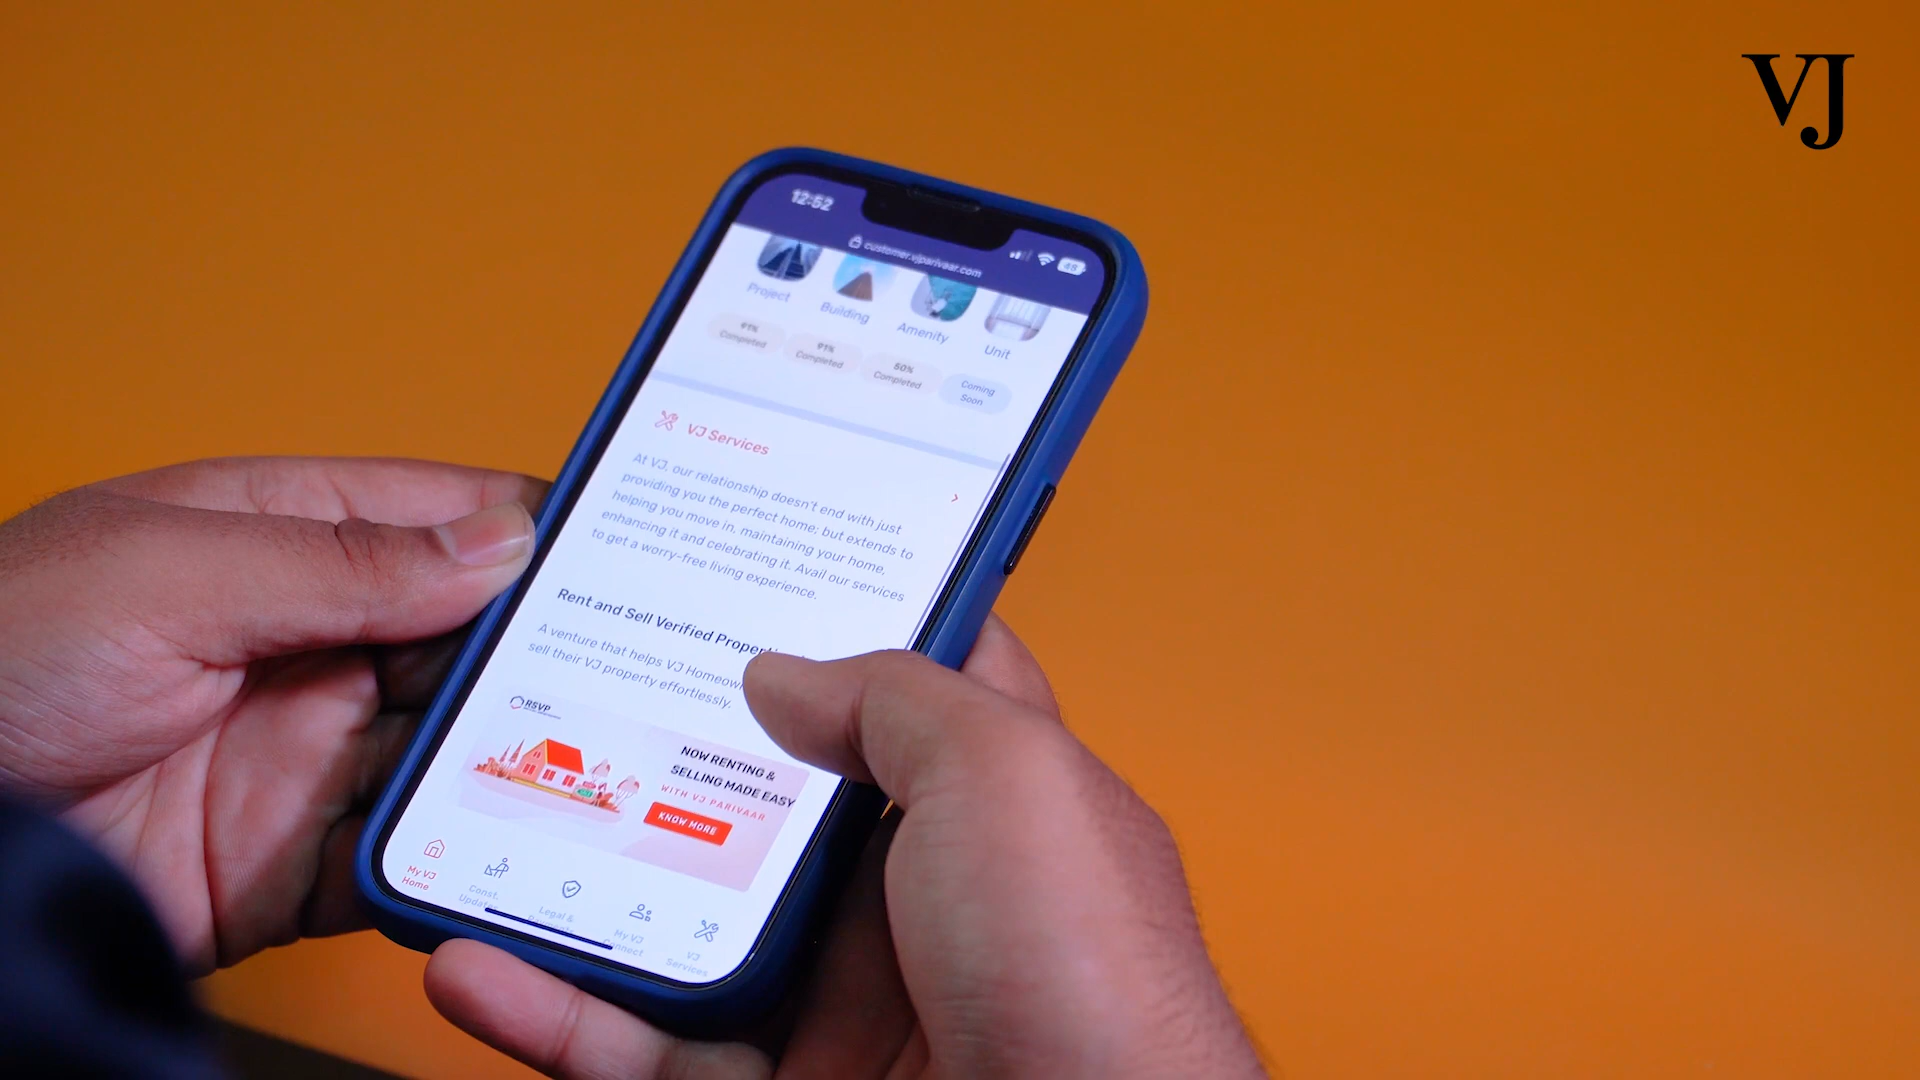 VJ
12:52
customer.vjparivaar.com
48
Project
Building
Amenity
Unit
91%
Completed
91%
Completed
50%
Completed
Coming
Soon
VJ Services
At VJ, our relationship doesn't end with just
providing you the perfect home; but extends to
helping you move in, maintaining your home,
enhancing it and celebrating it. Avail our services
to get a worry-free living experience.
Rent and Sell Verified
A venture that helps VJ
sell their VJ property effortlessly.
RSVP
NOW RENTING &
SELLING MADE EASY
WITH VJ PARIVAAR
KNOW MORE
My VJ
Home
Const.
Legal &
My VJ
Connect
VJ
Services